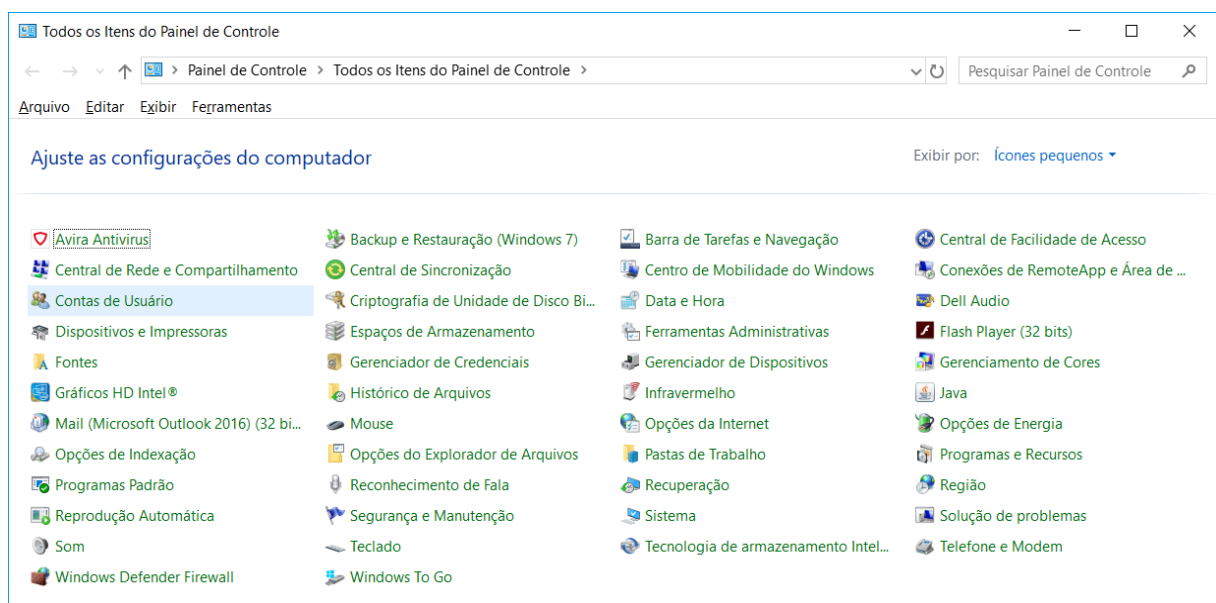 Todos os Itens do Painel de Controle
Painel de Controle > Todos os Itens do Painel de Controle >
Pesquisar Painel de Controle
Arquivo Editar Exibir Ferramentas
Ajuste as configurações do computador
Exibir por: Ícones pequenos
Avira Antivirus Backup e Restauração (Windows 7) Barra de Tarefas e Navegação Central de Facilidade de Acesso
Central de Rede e Compartilhamento Central de Sincronização Centro de Mobilidade do Windows Conexões de RemoteApp e Área de ...
Contas de Usuário Criptografia de Unidade de Disco Bi... Data e Hora Dell Audio
Dispositivos e Impressoras Espaços de Armazenamento Ferramentas Administrativas Flash Player (32 bits)
Fontes Gerenciador de Credenciais Gerenciador de Dispositivos Gerenciamento de Cores
Gráficos HD Intel® Histórico de Arquivos Infravermelho Java
Mail (Microsoft Outlook 2016) (32 bi... Mouse Opções da Internet Opções de Energia
Opções de Indexação Opções do Explorador de Arquivos Pastas de Trabalho Programas e Recursos
Programas Padrão Reconhecimento de Fala Recuperação Região
Reprodução Automática Segurança e Manutenção Sistema Solução de problemas
Som Teclado Tecnologia de armazenamento Intel... Telefone e Modem
Windows Defender Firewall Windows To Go